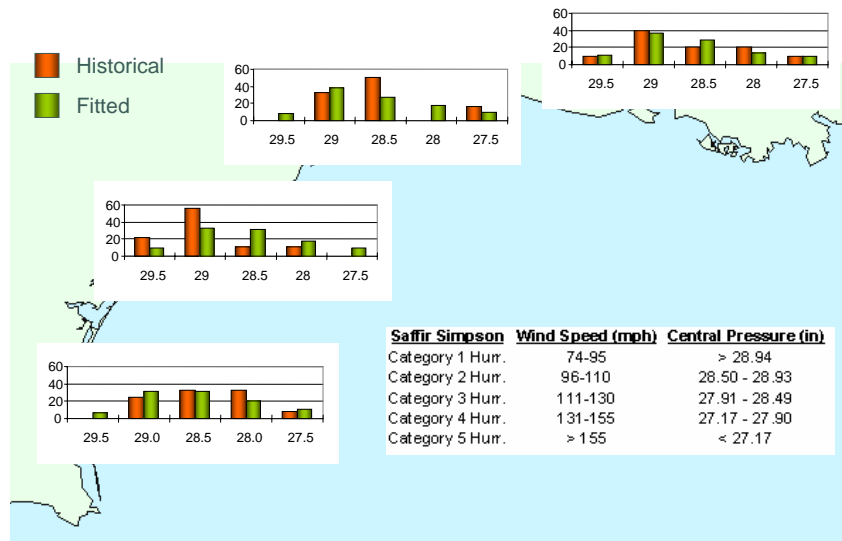 Historical
Fitted
60
40
20
0
29.5 29 28.5 28 27.5
60
40
20
0
29.5 29 28.5 28 27.5
60
40
20
0
29.5 29 28.5 28 27.5
60
40
20
0
29.5 29.0 28.5 28.0 27.5
Saffir Simpson Wind Speed (mph) Central Pressure (in)
Category 1 Hurr. 74-95 > 28.94
Category 2 Hurr. 96-110 28.50 - 28.93
Category 3 Hurr. 111-130 27.91 - 28.49
Category 4 Hurr. 131-155 27.17 - 27.90
Category 5 Hurr. > 155 < 27.17